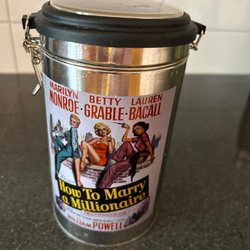 MARILYN BETTY LAUREN
MONROE · GRABLE · BACALL
How To Marry
a Millionaire
WILLIAM POWELL